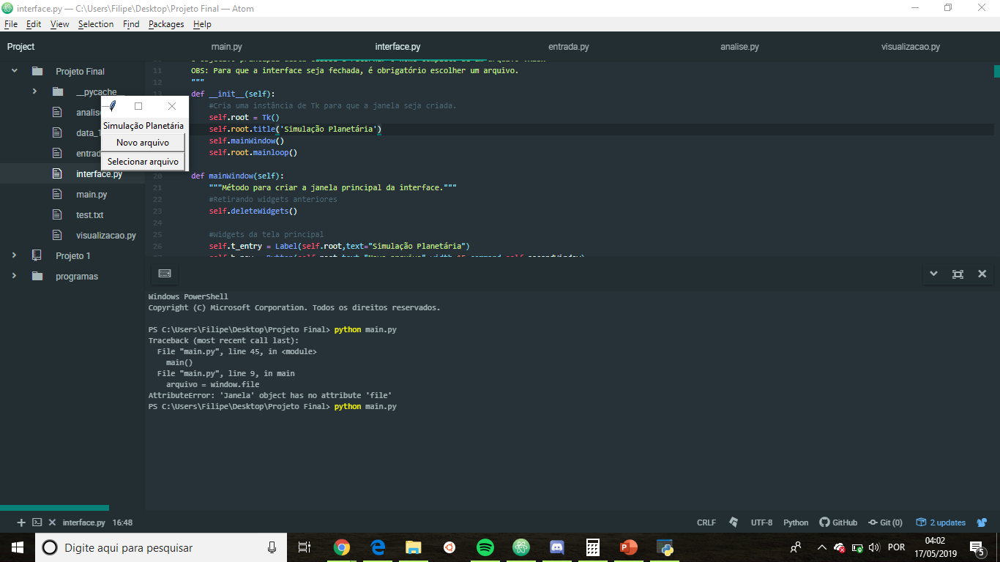 interface.py — C:\Users\Filipe\Desktop\Projeto Final — Atom
File Edit View Selection Find Packages Help
Project
main.py interface.py entrada.py analise.py visualizacao.py
Projeto Final
__pycache__
data_1
interface.py
main.py
test.txt
visualizacao.py
Projeto 1
programas
Simulação Planetária
Novo arquivo
Selecionar arquivo
11 OBS: Para que a interface seja fechada, é obrigatório escolher um arquivo.
12 """
def __init__(self):
#Cria uma instância de Tk para que a janela seja criada.
self.root = Tk()
self.root.title('Simulação Planetária')
self.mainWindow()
self.root.mainloop()
20 def mainWindow(self):
21 """Método para criar a janela principal da interface."""
22 #Retirando widgets anteriores
23 self.deleteWidgets()
24
25 #Widgets da tela principal
26 self.t_entry = Label(self.root,text="Simulação Planetária")
Windows PowerShell
Copyright (C) Microsoft Corporation. Todos os direitos reservados.
PS C:\Users\Filipe\Desktop\Projeto Final> python main.py
Traceback (most recent call last):
File "main.py", line 45, in <module>
main()
File "main.py", line 9, in main
arquivo = window.file
AttributeError: 'Janela' object has no attribute 'file'
PS C:\Users\Filipe\Desktop\Projeto Final> python main.py
interface.py 16:48 CRLF UTF-8 Python GitHub Git (0) 2 updates
Digite aqui para pesquisar
POR
04:02
17/05/2019
5